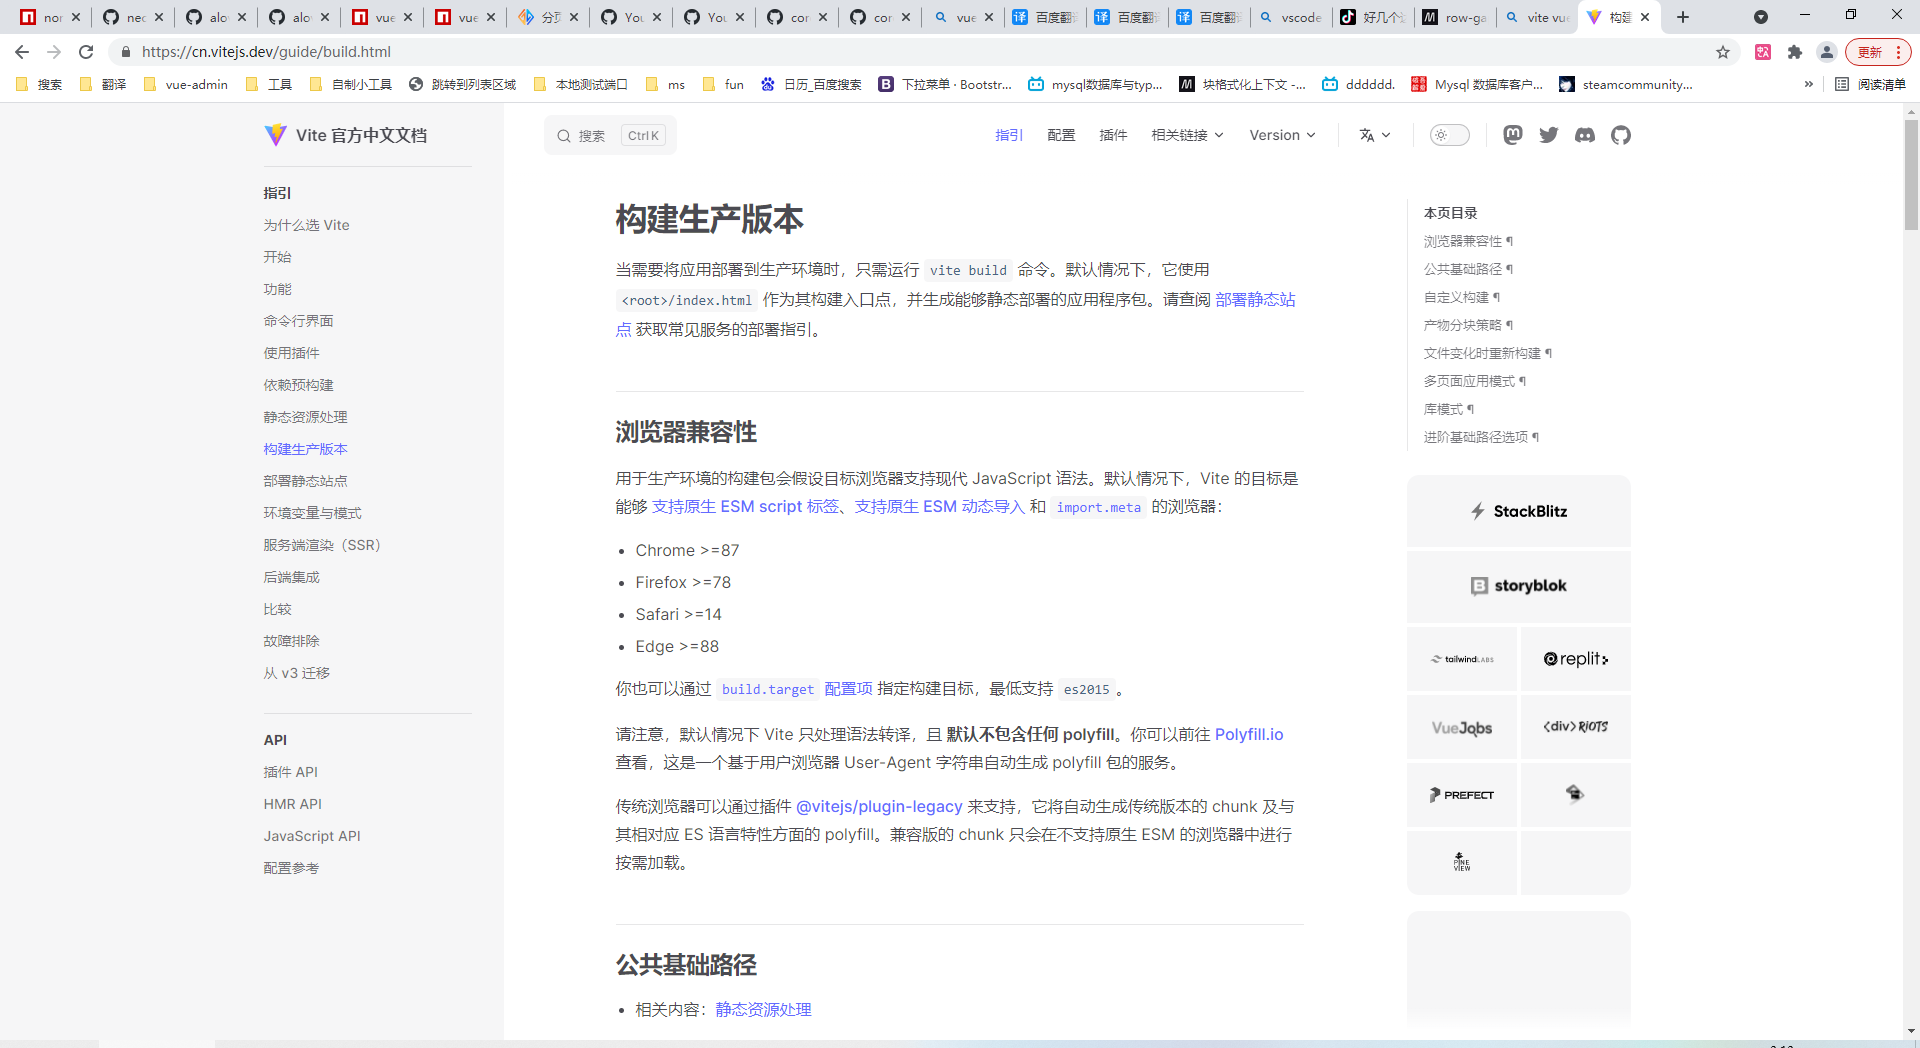 nor
nec
alov
alov
vue
vue
分页
You
You
cor
cor
vue
百度翻
百度翻
百度翻
vscode
好几个
row-ga
vite vue
构建
https://cn.vitejs.dev/guide/build.html
更新
搜索
翻译
vue-admin
工具
自制小工具
跳转到列表区域
本地测试端口
ms
fun
日历_百度搜索
下拉菜单 · Bootstr...
mysql数据库与typ...
块格式化上下文 -...
dddddd.
Mysql 数据库客户...
steamcommunity...
»
阅读清单
Vite 官方中文文档
搜索
Ctrl K
指引
配置
插件
相关链接
Version
指引
为什么选 Vite
开始
功能
命令行界面
使用插件
依赖预构建
静态资源处理
构建生产版本
部署静态站点
环境变量与模式
服务端渲染（SSR）
后端集成
比较
故障排除
从 v3 迁移
API
插件 API
HMR API
JavaScript API
配置参考
构建生产版本
当需要将应用部署到生产环境时，只需运行 vite build 命令。默认情况下，它使用
<root>/index.html 作为其构建入口点，并生成能够静态部署的应用程序包。请查阅 部署静态站
点 获取常见服务的部署指引。
浏览器兼容性
用于生产环境的构建包会假设目标浏览器支持现代 JavaScript 语法。默认情况下，Vite 的目标是
能够 支持原生 ESM script 标签、支持原生 ESM 动态导入 和 import.meta 的浏览器：
• Chrome >=87
• Firefox >=78
• Safari >=14
• Edge >=88
你也可以通过 build.target 配置项 指定构建目标，最低支持 es2015 。
请注意，默认情况下 Vite 只处理语法转译，且 默认不包含任何 polyfill。你可以前往 Polyfill.io
查看，这是一个基于用户浏览器 User-Agent 字符串自动生成 polyfill 包的服务。
传统浏览器可以通过插件 @vitejs/plugin-legacy 来支持，它将自动生成传统版本的 chunk 及与
其相对应 ES 语言特性方面的 polyfill。兼容版的 chunk 只会在不支持原生 ESM 的浏览器中进行
按需加载。
公共基础路径
• 相关内容：静态资源处理
本页目录
浏览器兼容性 ¶
公共基础路径 ¶
自定义构建 ¶
产物分块策略 ¶
文件变化时重新构建 ¶
多页面应用模式 ¶
库模式 ¶
进阶基础路径选项 ¶
StackBlitz
storyblok
tailwindLABS
replit
VueJobs
<div>RIOTS
PREFECT
PINE
VIEW